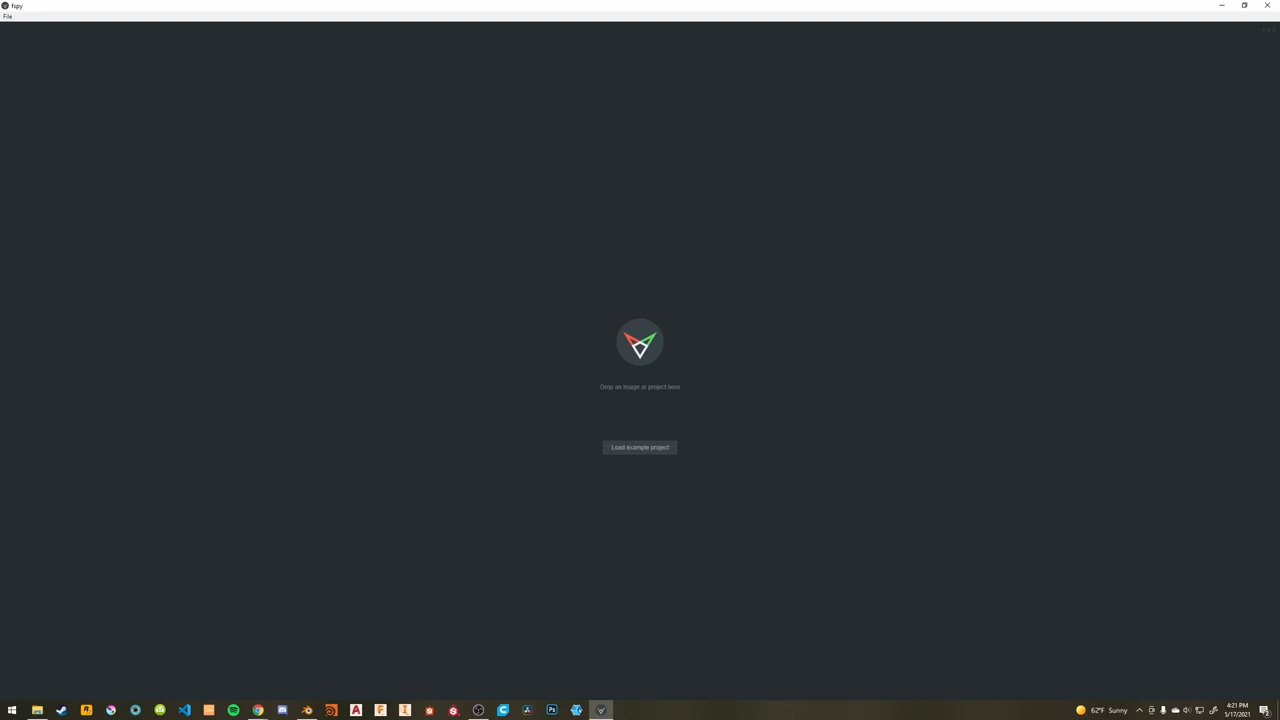 fspy
File
Drop an image or project here
Load example project
62°F Sunny
4:21 PM
5/17/2021